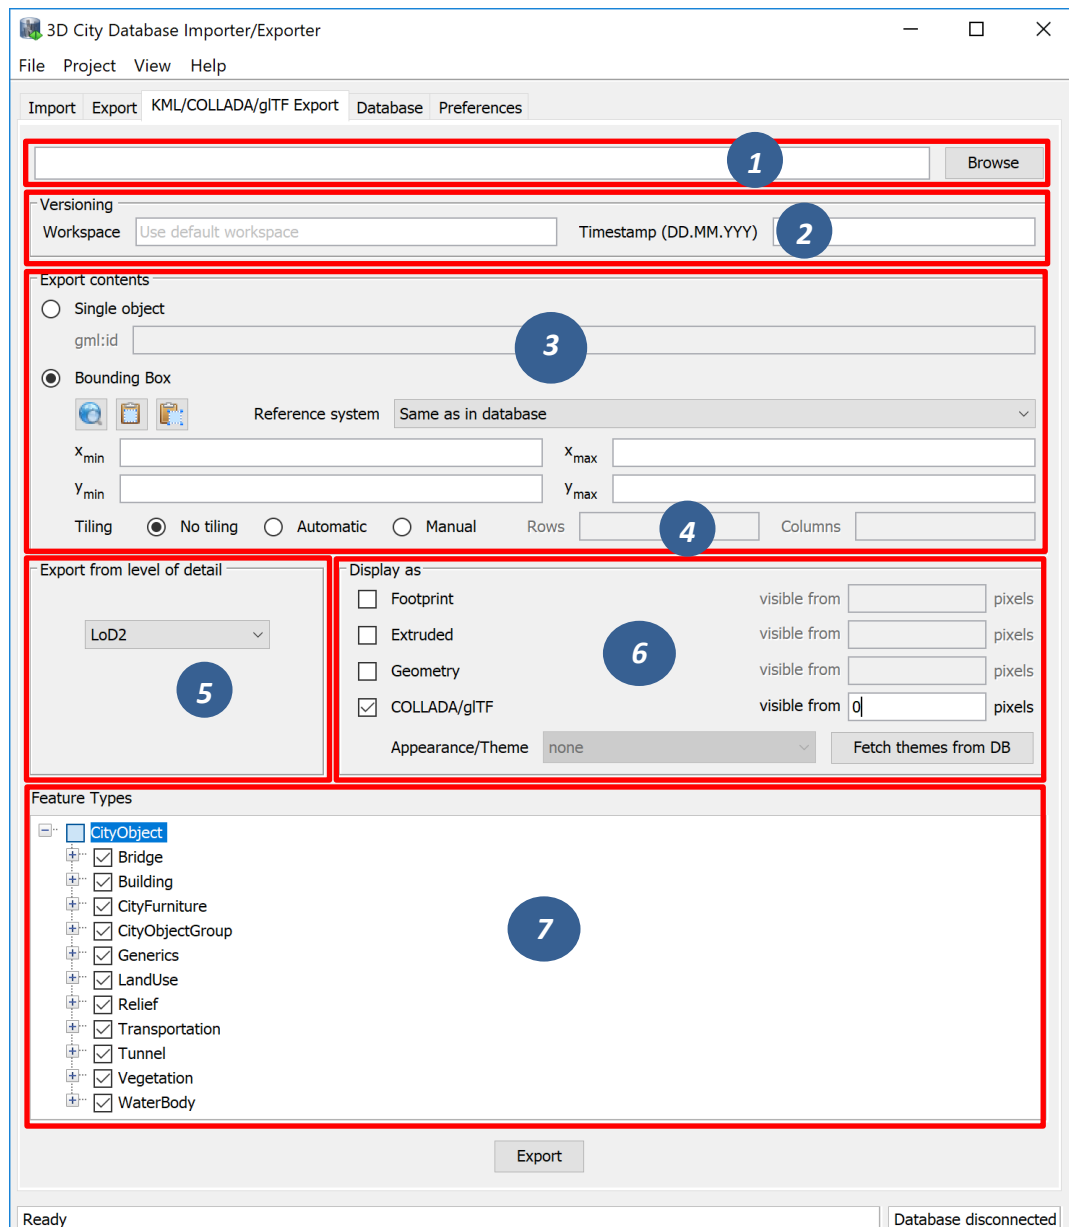 3D City Database Importer/Exporter
File Project View Help
Import Export KML/COLLADA/glTF Export Database Preferences
1 Browse
Versioning
Workspace Use default workspace Timestamp (DD.MM.YYY) 2
Export contents
Single object
gml:id 3
Bounding Box
Reference system Same as in database
xmin xmax
ymin ymax
Tiling No tiling Automatic Manual Rows 4 Columns
Export from level of detail
LoD2
5
Display as
Footprint visible from pixels
Extruded visible from pixels
6
Geometry visible from pixels
COLLADA/glTF visible from 0 pixels
Appearance/Theme none Fetch themes from DB
Feature Types
CityObject
Bridge
Building
CityFurniture
CityObjectGroup
7
Generics
LandUse
Relief
Transportation
Tunnel
Vegetation
WaterBody
Export
Ready Database disconnected